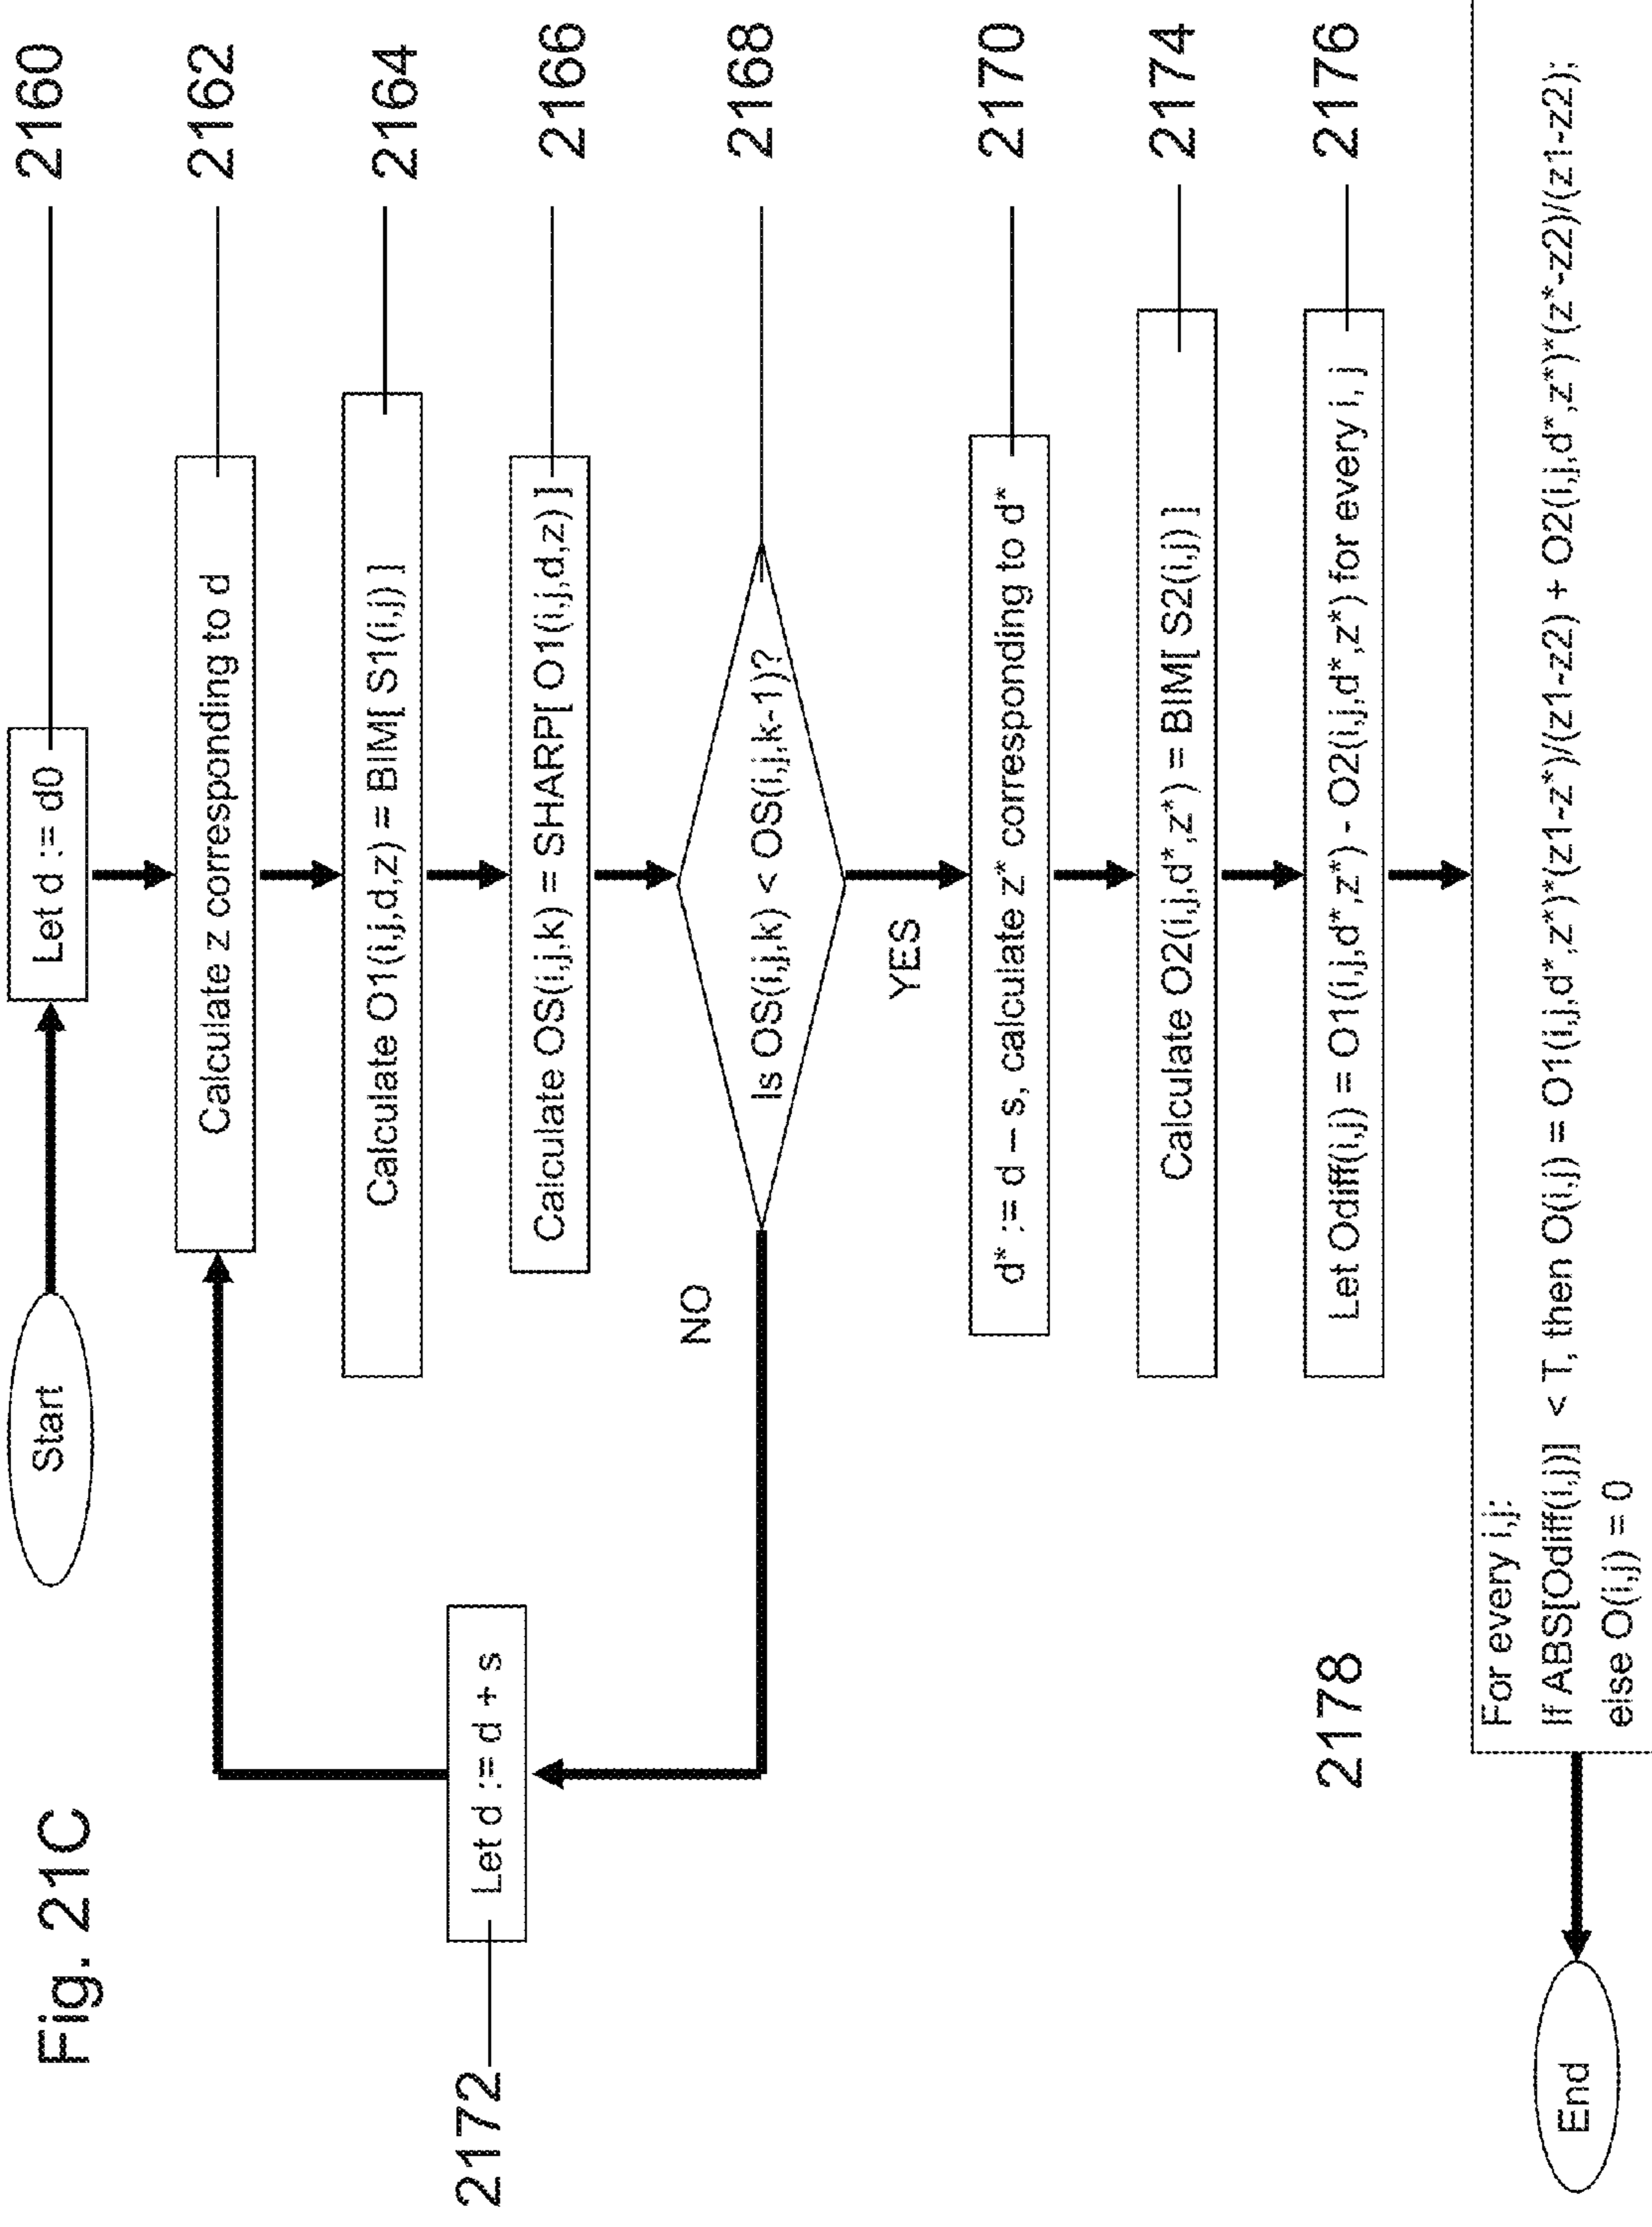 Fig. 21C
Start
Let d := d0
2160
Calculate z corresponding to d
2162
Calculate O1(i,j,d,z) = BIM[ S1(i,j) ]
2164
Calculate OS(i,j,k) = SHARP[ O1(i,j,d,z) ]
2166
Is OS(i,j,k) < OS(i,j,k-1)?
2168
NO
2172
Let d := d + s
YES
d* := d – s, calculate z* corresponding to d*
2170
Calculate O2(i,j,d*,z*) = BIM[ S2(i,j) ]
2174
Let Odiff(i,j) = O1(i,j,d*,z*) - O2(i,j,d*,z*) for every i, j
2176
2178
For every i,j:
If ABS[Odiff(i,j)] < T, then O(i,j) = O1(i,j,d*,z*)*(z1-z*)/(z1-z2) + O2(i,j,d*,z*)*(z*-z2)/(z1-z2);
else O(i,j) = 0
End